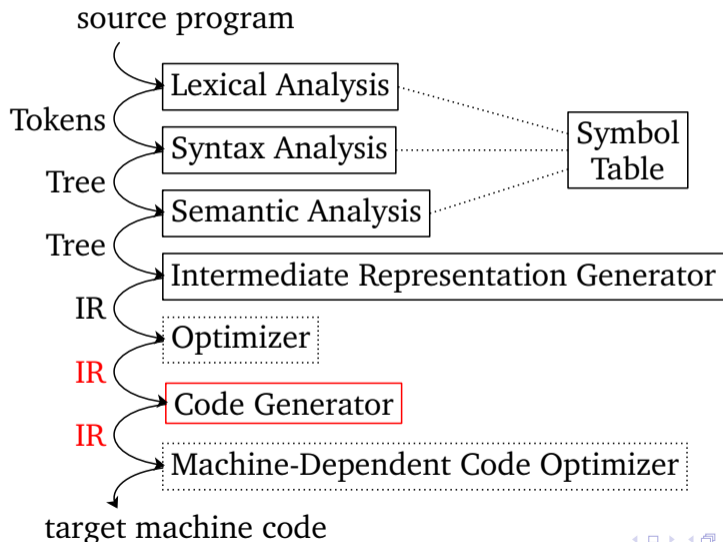 source program
Lexical Analysis
Tokens
Syntax Analysis
Symbol
Table
Tree
Semantic Analysis
Tree
Intermediate Representation Generator
IR
Optimizer
IR
Code Generator
IR
Machine-Dependent Code Optimizer
target machine code